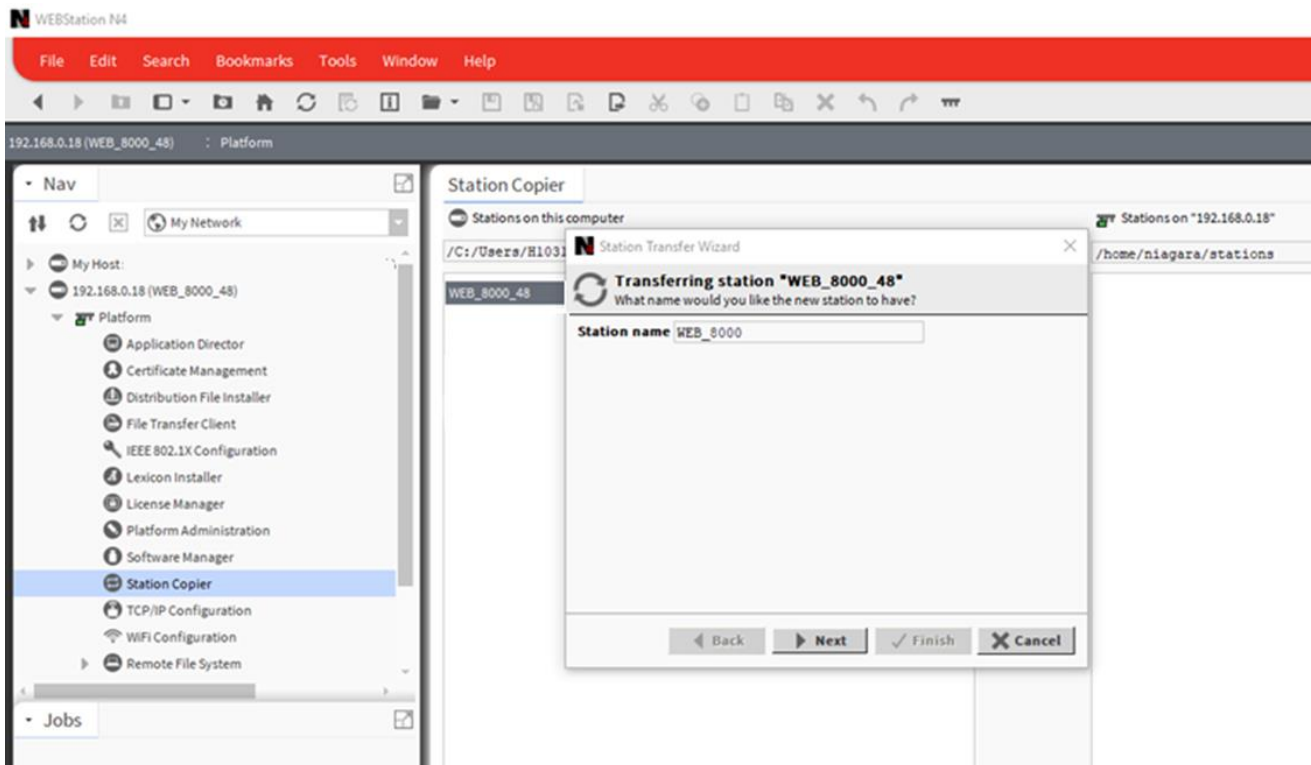 WEBStation N4
File Edit Search Bookmarks Tools Window Help
192.168.0.18 (WEB_8000_48) : Platform
Nav
My Network
My Host:
192.168.0.18 (WEB_8000_48)
Platform
Application Director
Certificate Management
Distribution File Installer
File Transfer Client
IEEE 802.1X Configuration
Lexicon Installer
License Manager
Platform Administration
Software Manager
Station Copier
TCP/IP Configuration
WiFi Configuration
Remote File System
Jobs
Station Copier
Stations on this computer
/C:/Users/H1031
WEB_8000_48
Station Transfer Wizard
Transferring station "WEB_8000_48"
What name would you like the new station to have?
Station name WEB_8000
Back Next Finish Cancel
Stations on "192.168.0.18"
/home/niagara/stations